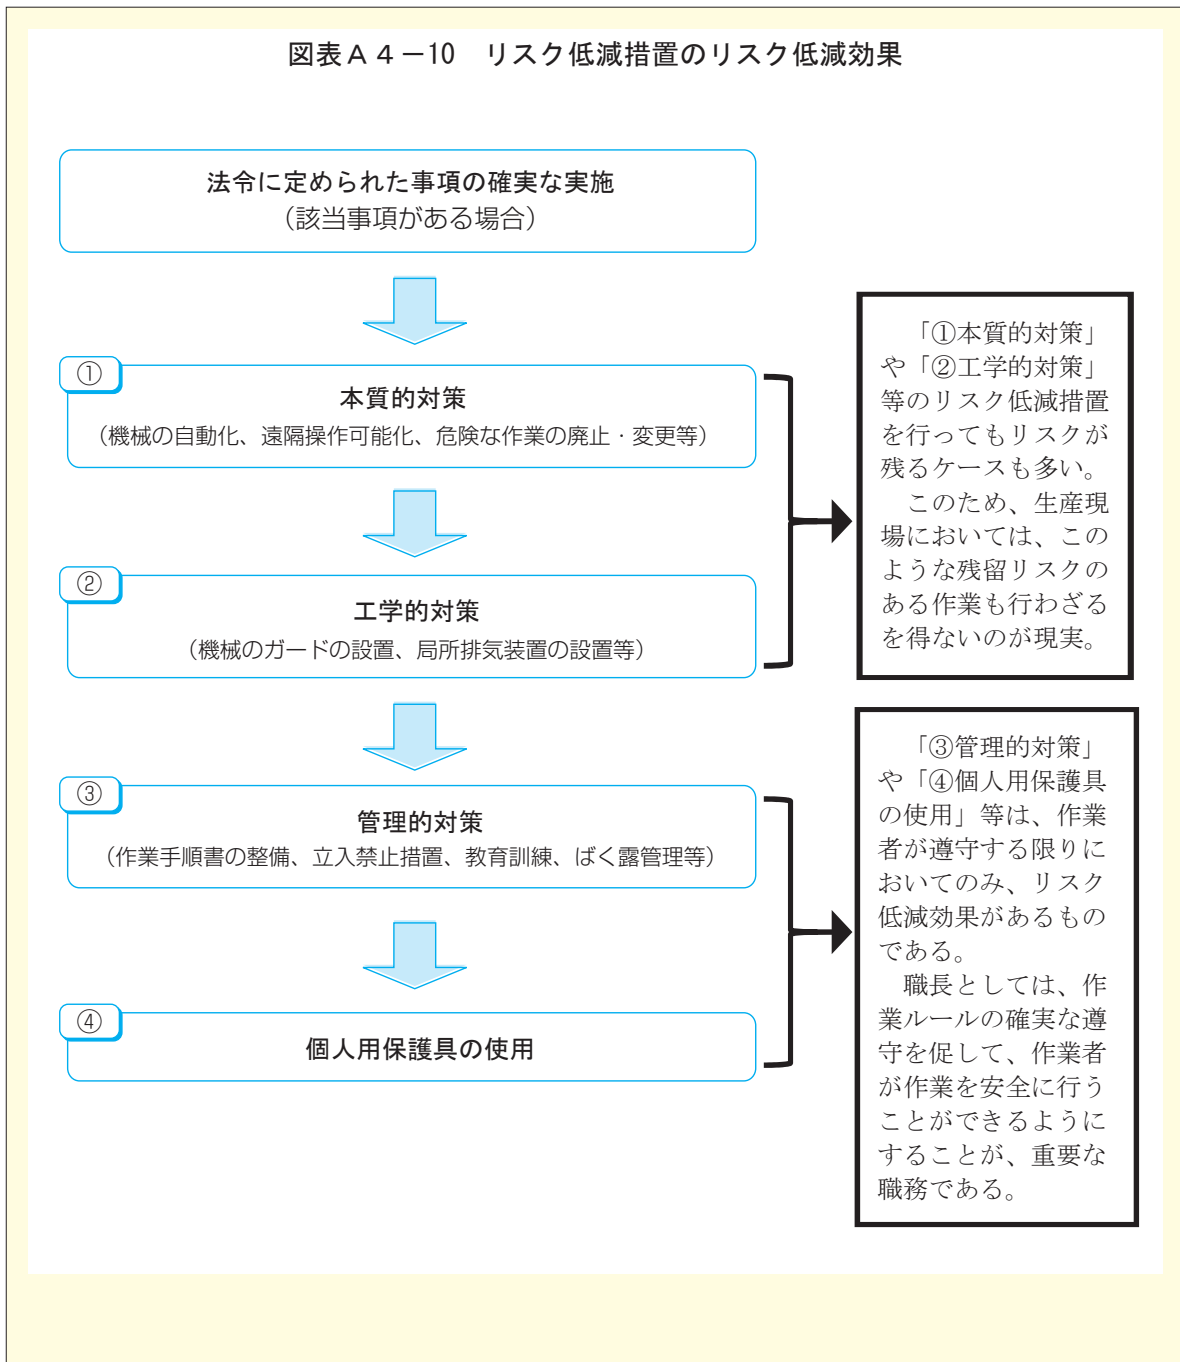 図表Ａ４－10　リスク低減措置のリスク低減効果
法令に定められた事項の確実な実施
（該当事項がある場合）
①
本質的対策
（機械の自動化、遠隔操作可能化、危険な作業の廃止・変更等）
②
工学的対策
（機械のガードの設置、局所排気装置の設置等）
「①本質的対策」
や「②工学的対策」
等のリスク低減措置
を行ってもリスクが
残るケースも多い。
このため、生産現
場においては、この
ような残留リスクの
ある作業も行わざる
を得ないのが現実。
③
管理的対策
（作業手順書の整備、立入禁止措置、教育訓練、ばく露管理等）
④
個人用保護具の使用
「③管理的対策」
や「④個人用保護具
の使用」等は、作業
者が遵守する限りに
おいてのみ、リスク
低減効果があるもの
である。
職長としては、作
業ルールの確実な遵
守を促して、作業者
が作業を安全に行う
ことができるように
することが、重要な
職務である。